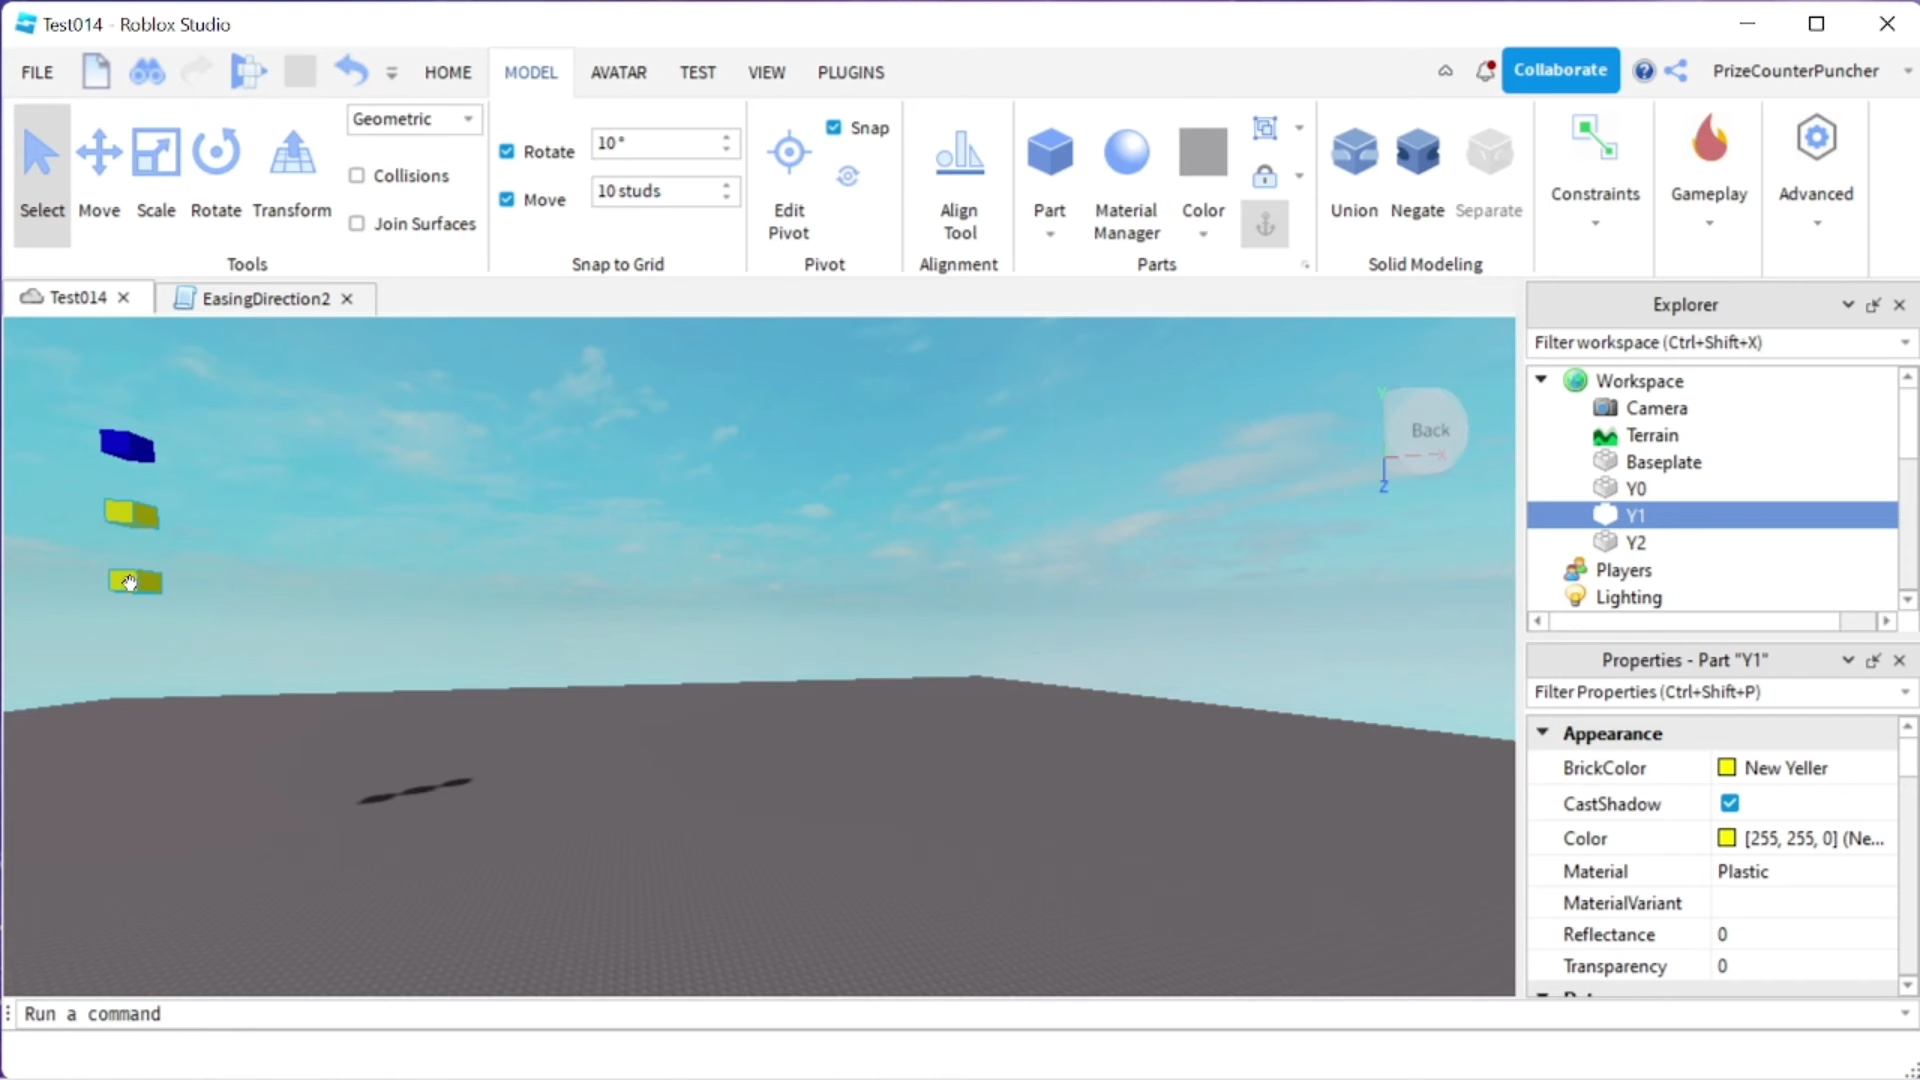 Test014 - Roblox Studio
FILE
HOME
MODEL
AVATAR
TEST
VIEW
PLUGINS
Collaborate
PrizeCounterPuncher
Select
Move
Scale
Rotate
Transform
Geometric
Collisions
Join Surfaces
Tools
Rotate
10°
Move
10 studs
Snap to Grid
Edit
Pivot
Snap
Pivot
Align
Tool
Alignment
Part
Material
Manager
Color
Parts
Union
Negate
Separate
Solid Modeling
Constraints
Gameplay
Advanced
Test014
EasingDirection2
Back
Y
X
Z
Explorer
Filter workspace (Ctrl+Shift+X)
Workspace
Camera
Terrain
Baseplate
Y0
Y1
Y2
Players
Lighting
Properties - Part "Y1"
Filter Properties (Ctrl+Shift+P)
Appearance
BrickColor
New Yeller
CastShadow
Color
[255, 255, 0] (Ne...
Material
Plastic
MaterialVariant
Reflectance
0
Transparency
0
Run a command